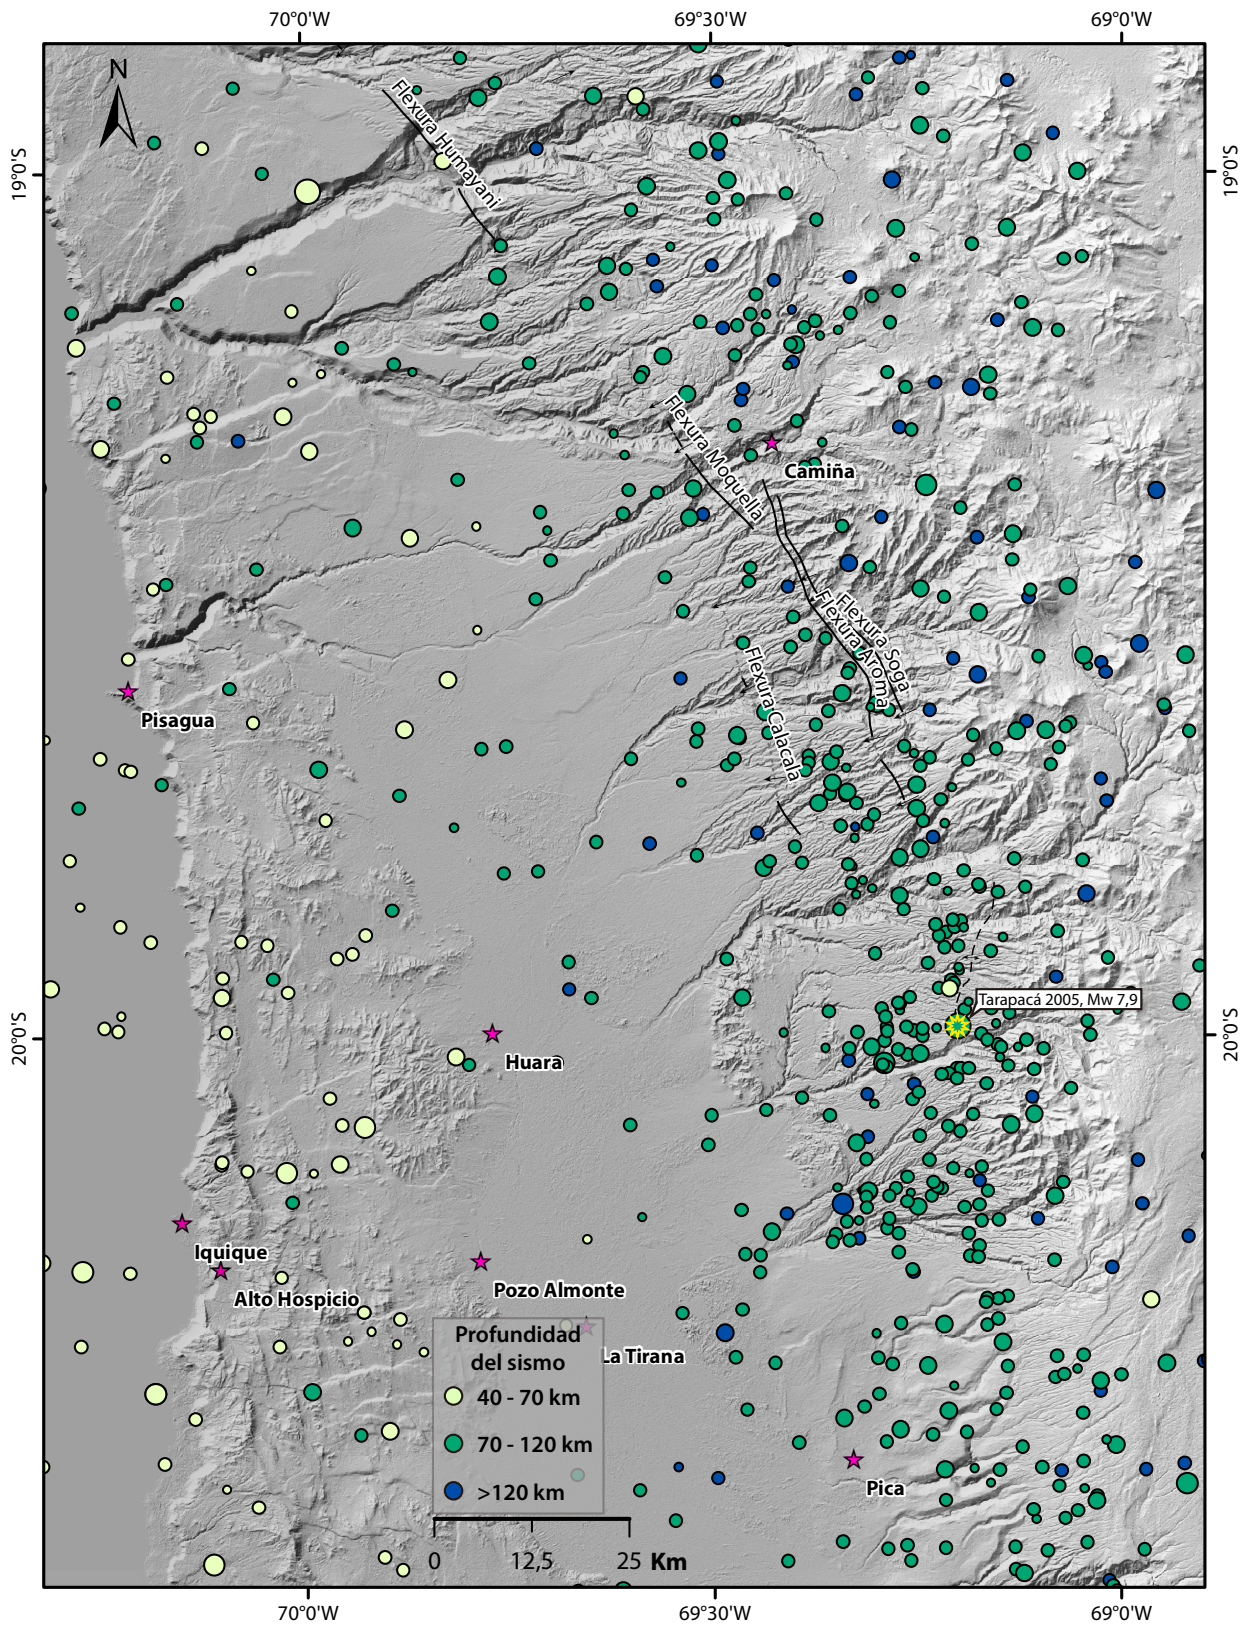 70°0'W
69°30'W
69°0'W
N
Flexura Humayani
19°0'S
19°0'S
Flexura Moquella
Camiña
Flexura Soga
Flexura Aroma
Flexura Calacala
Pisagua
Tarapacá 2005, Mw 7,9
20°0'S
20°0'S
Huara
Iquique
Alto Hospicio
Pozo Almonte
La Tirana
Profundidad
del sismo
40 - 70 km
70 - 120 km
>120 km
Pica
0
12,5
25
Km
70°0'W
69°30'W
69°0'W